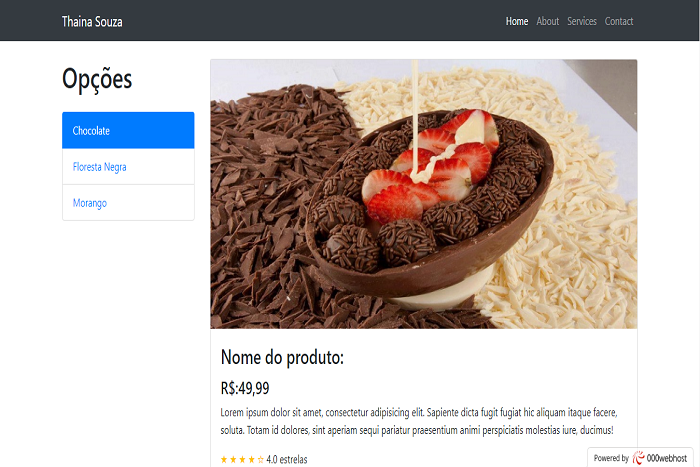 Thaina Souza
Home About Services Contact
Opções
Chocolate
Floresta Negra
Morango
Nome do produto:
R$:49,99
Lorem ipsum dolor sit amet, consectetur adipisicing elit. Sapiente dicta fugit fugiat hic aliquam itaque facere,
soluta. Totam id dolores, sint aperiam sequi pariatur praesentium animi perspiciatis molestias iure, ducimus!
★ ★ ★ ★ ☆ 4.0 estrelas
Powered by 000webhost